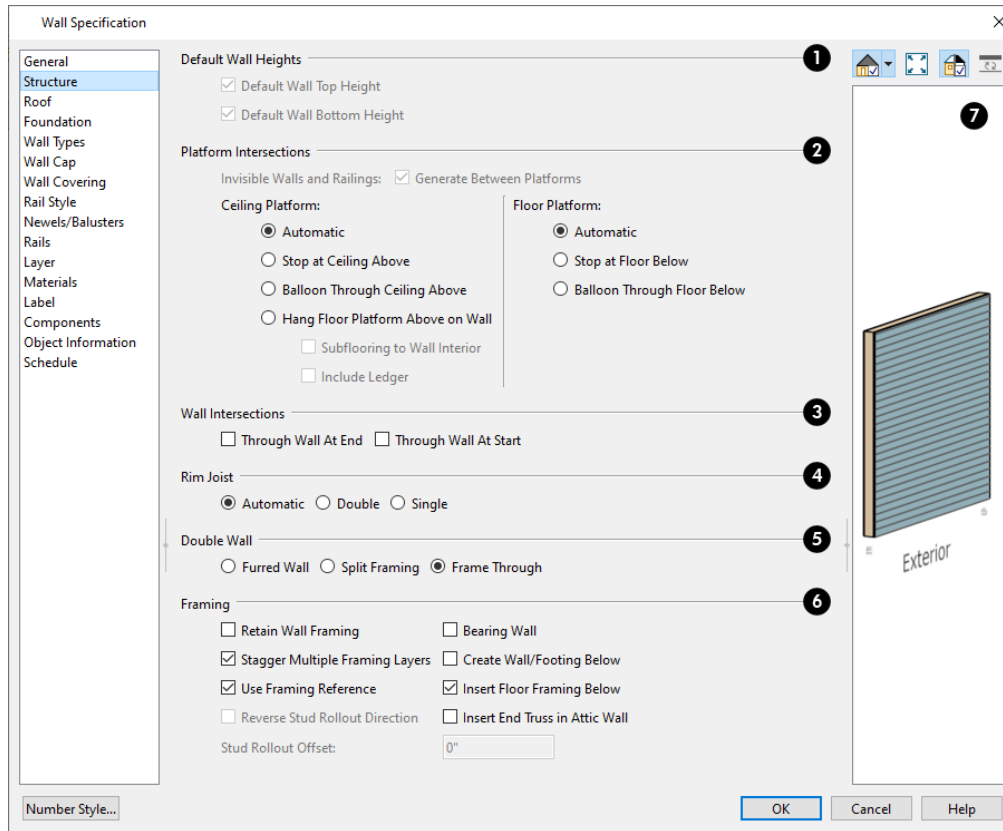 Wall Specification
General
Structure
Roof
Foundation
Wall Types
Wall Cap
Wall Covering
Rail Style
Newels/Balusters
Rails
Layer
Materials
Label
Components
Object Information
Schedule
Default Wall Heights 1
Default Wall Top Height
Default Wall Bottom Height
Platform Intersections 2
Invisible Walls and Railings: Generate Between Platforms
Ceiling Platform:
Automatic
Stop at Ceiling Above
Balloon Through Ceiling Above
Hang Floor Platform Above on Wall
Subflooring to Wall Interior
Include Ledger
Floor Platform:
Automatic
Stop at Floor Below
Balloon Through Floor Below
Wall Intersections 3
Through Wall At End Through Wall At Start
Rim Joist 4
Automatic Double Single
Double Wall 5
Furred Wall Split Framing Frame Through
Framing 6
Retain Wall Framing Bearing Wall
Stagger Multiple Framing Layers Create Wall/Footing Below
Use Framing Reference Insert Floor Framing Below
Reverse Stud Rollout Direction Insert End Truss in Attic Wall
Stud Rollout Offset: 0"
7
E Exterior S
Number Style... OK Cancel Help